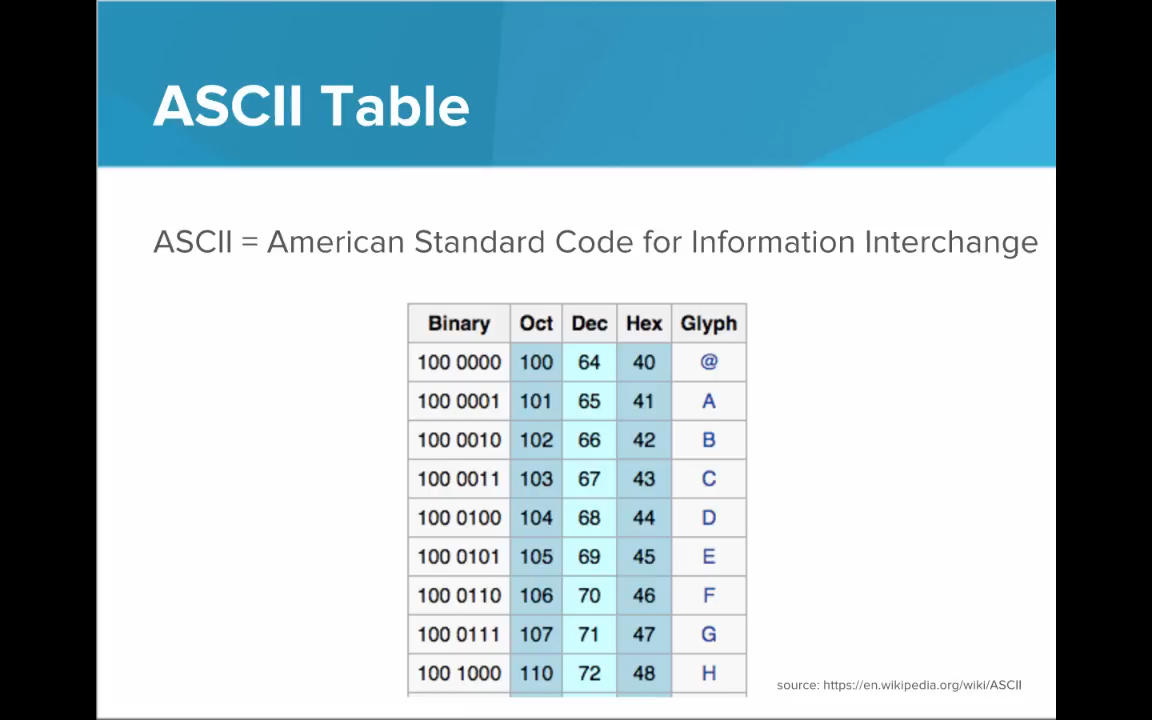 ASCII Table
ASCII = American Standard Code for Information Interchange
Binary Oct Dec Hex Glyph
100 0000 100 64 40 @
100 0001 101 65 41 A
100 0010 102 66 42 B
100 0011 103 67 43 C
100 0100 104 68 44 D
100 0101 105 69 45 E
100 0110 106 70 46 F
100 0111 107 71 47 G
100 1000 110 72 48 H
source: https://en.wikipedia.org/wiki/ASCII